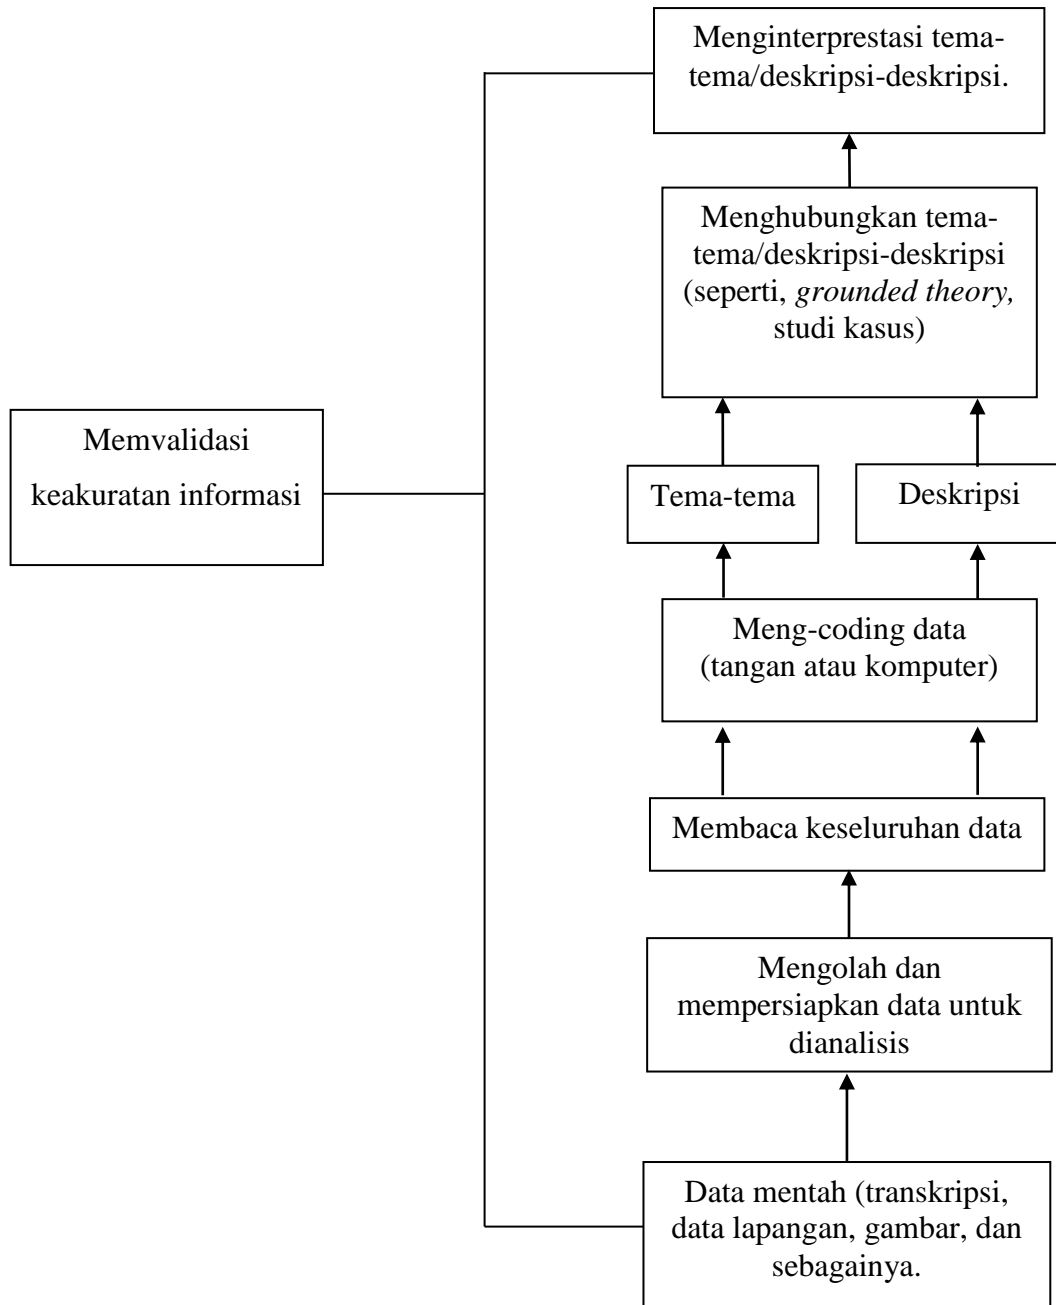 Menginterprestasi tema-
tema/deskripsi-deskripsi.
Menghubungkan tema-
tema/deskripsi-deskripsi
(seperti, grounded theory,
studi kasus)
Memvalidasi
keakuratan informasi
Tema-tema
Deskripsi
Meng-coding data
(tangan atau komputer)
Membaca keseluruhan data
Mengolah dan
mempersiapkan data untuk
dianalisis
Data mentah (transkripsi,
data lapangan, gambar, dan
sebagainya.